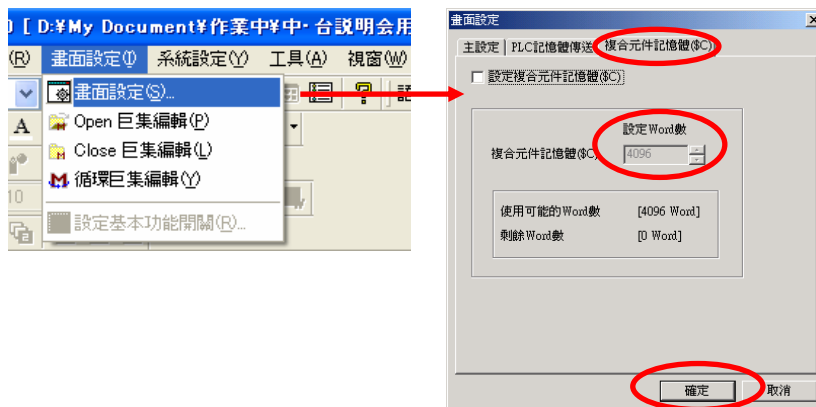 [ D:¥My Docu ment¥作業中¥中・台説明会用
(R) 畫面設定(I) 系統設定(Y) 工具(A) 視窗(W)
畫面設定(S)...
Open 巨集編輯(P)
Close 巨集編輯(L)
循環巨集編輯(Y)
設定基本功能開關(R)...
A
10
畫面設定
主設定 PLC記憶體傳送 複合元件記憶體($C)
設定複合元件記憶體($C)
設定Word數
複合元件記憶體($C) 4096
使用可能的Word數 [4096 Word]
剩餘Word數 [0 Word]
確定 取消